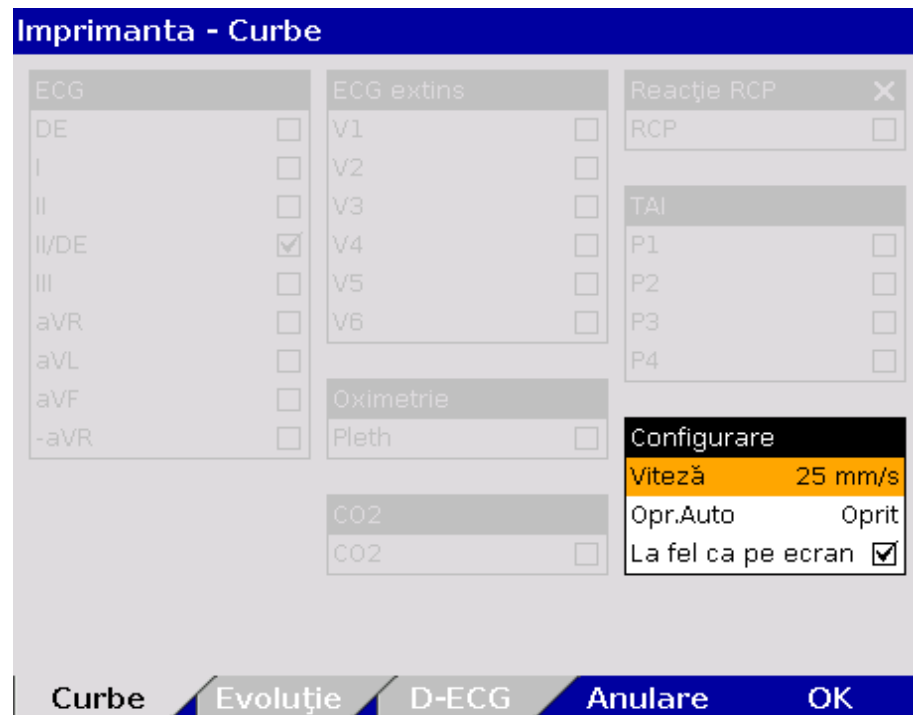 Imprimanta - Curbe
ECG
DE
I
II
II/DE
III
aVR
aVL
aVF
-aVR
ECG extins
V1
V2
V3
V4
V5
V6
Oximetrie
Pleth
CO2
CO2
Reacţie RCP
RCP
TAI
P1
P2
P3
P4
Configurare
Viteză 25 mm/s
Opr.Auto Oprit
La fel ca pe ecran
Curbe Evoluţie D-ECG Anulare OK